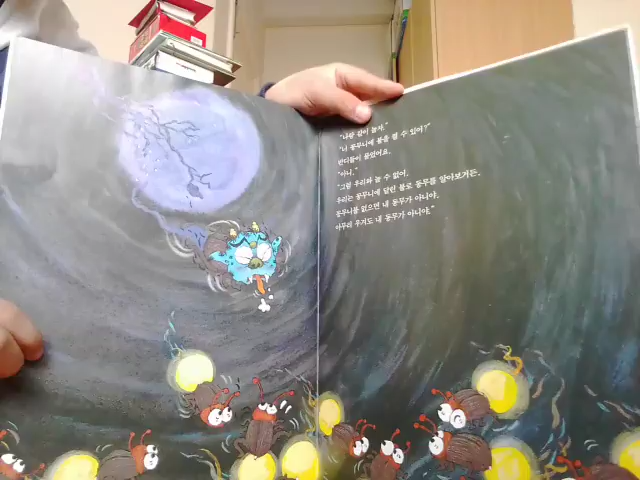 "나랑 같이 놀자."
"너 꽁무니에 불을 켤 수 있어?"
반디들이 물었어요.
"아니."
"그럼 우리와 놀 수 없어.
우리는 꽁무니에 달린 불로 동무를 알아보거든.
꽁무니불 없으면 내 동무가 아니야.
아무리 우겨도 내 동무가 아니야."